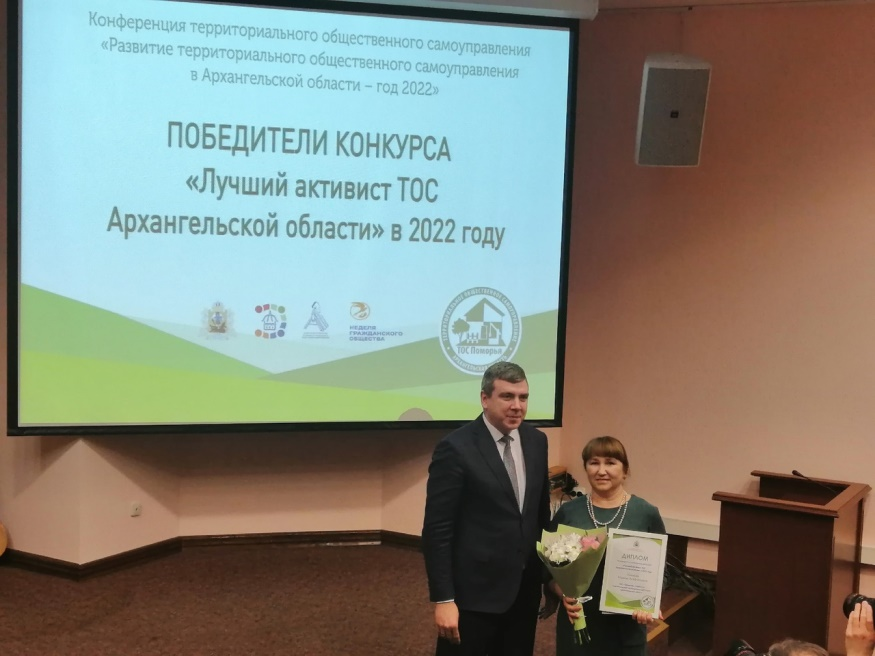 Конференция территориального общественного самоуправления
«Развитие территориального общественного самоуправления
в Архангельской области – год 2022»
ПОБЕДИТЕЛИ КОНКУРСА
«Лучший активист ТОС
Архангельской области» в 2022 году
НЕДЕЛЯ
ГРАЖДАНСКОГО
ОБЩЕСТВА
ТОС Поморья
ДИПЛОМ